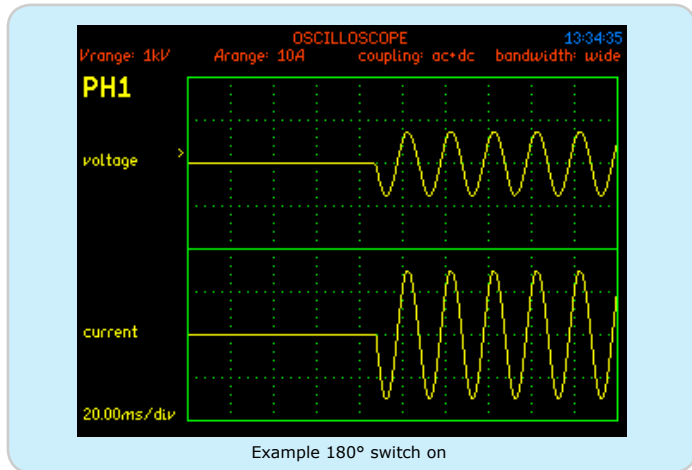 OSCILLOSCOPE 13:34:35
Vrange: 1kV Arange: 10A coupling: ac+dc bandwidth: wide
PH1
voltage >
current
20.00ms/div
Example 180° switch on